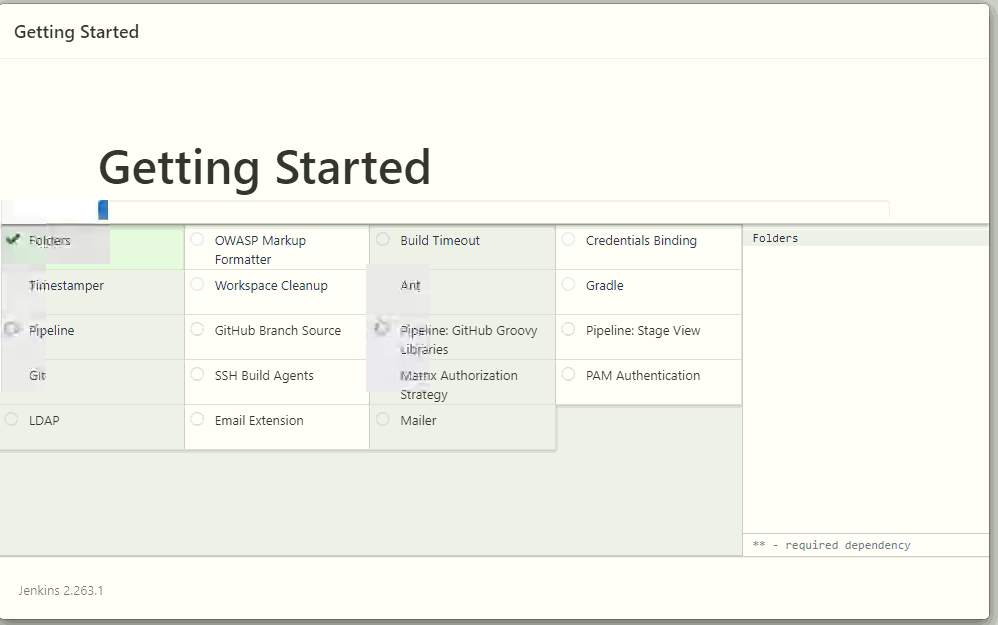 Getting Started
Getting Started
Folders
OWASP Markup
Formatter
Build Timeout
Credentials Binding
Folders
Timestamper
Workspace Cleanup
Ant
Gradle
Pipeline
GitHub Branch Source
Pipeline: GitHub Groovy
Libraries
Pipeline: Stage View
Git
SSH Build Agents
Matrix Authorization
Strategy
PAM Authentication
LDAP
Email Extension
Mailer
** - required dependency
Jenkins 2.263.1